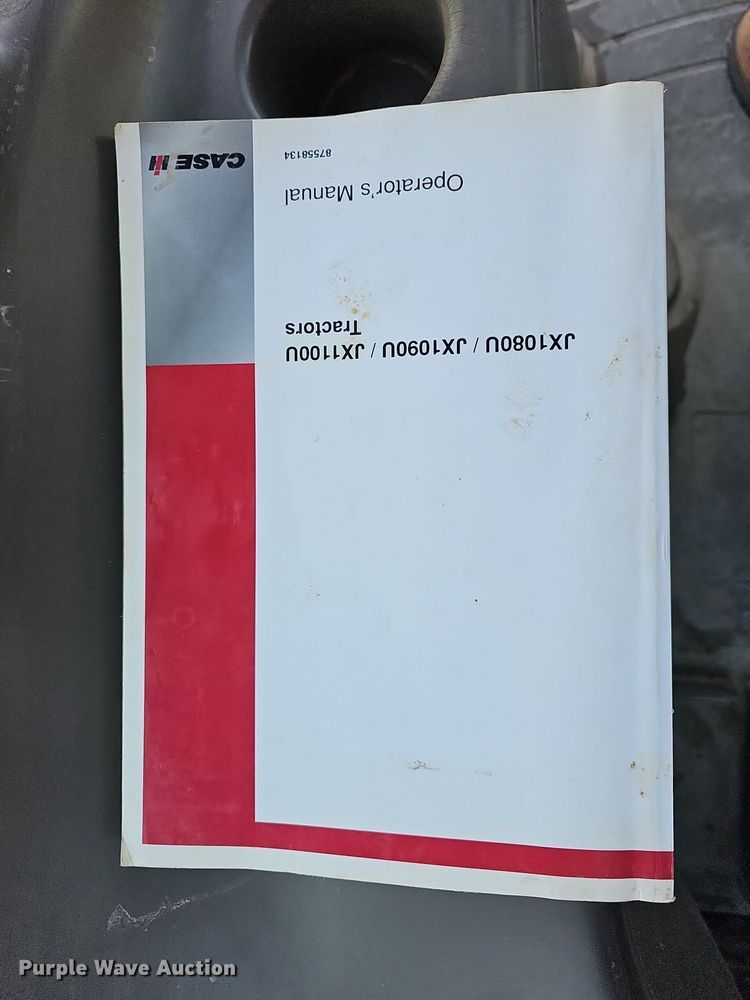 JX1080U / JX1090U / JX1100U
Tractors
Operator's Manual
87558134
CASE IH
Purple Wave Auction